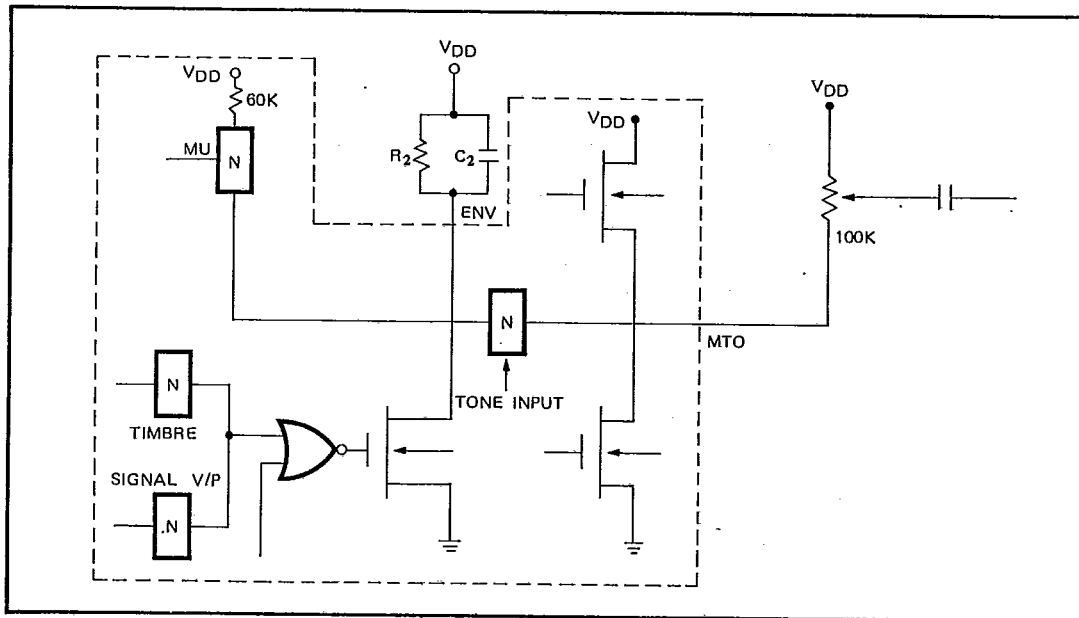 VDD
60K
MU
N
VDD
R2
C2
ENV
VDD
VDD
100K
N
MTO
TONE INPUT
N
TIMBRE
SIGNAL V/P
.N